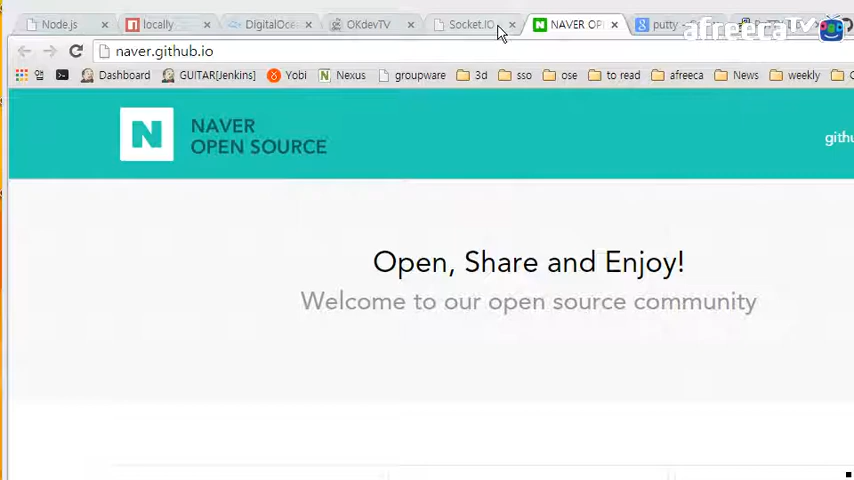 Node.js
locally
DigitalOce
OKdevTV
Socket.IO
NAVER OP
putty -
afreecaTV
naver.github.io
Dashboard
GUITAR[Jenkins]
Yobi
Nexus
groupware
3d
sso
ose
to read
afreeca
News
weekly
N
NAVER
OPEN SOURCE
githu
Open, Share and Enjoy!
Welcome to our open source community